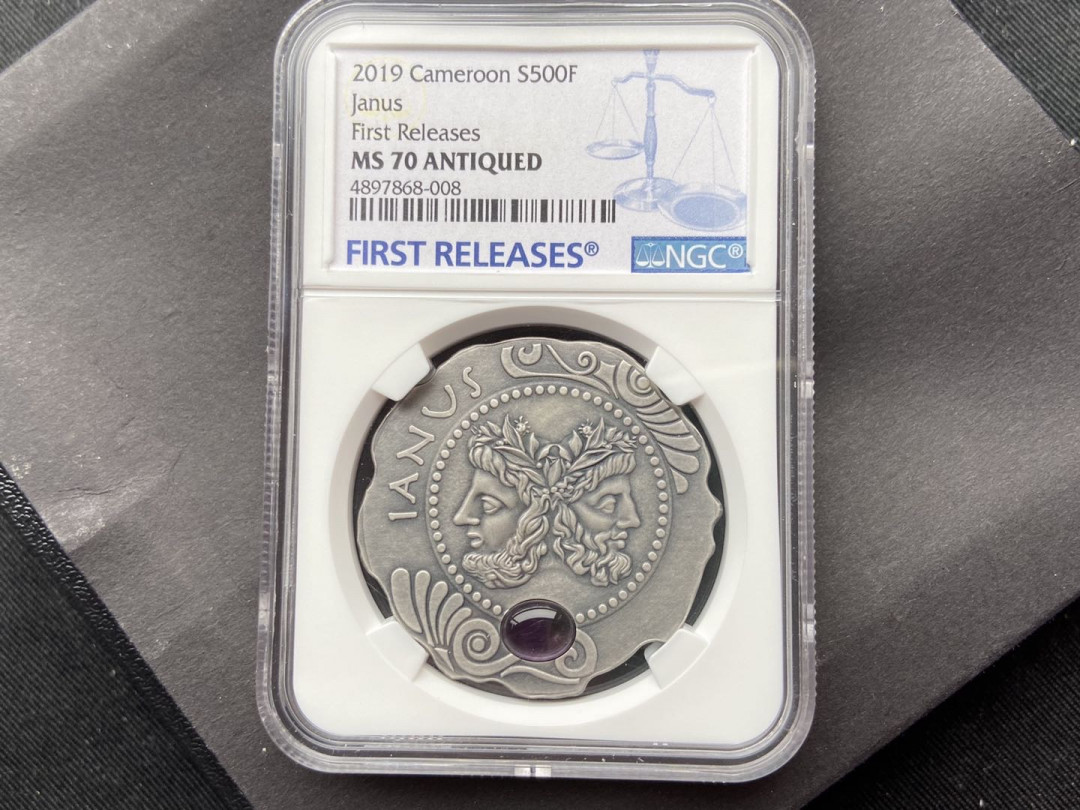 2019 Cameroon S500F
Janus
First Releases
MS 70 ANTIQUED
4897868-008
FIRST RELEASES®
NGC®
IANUS